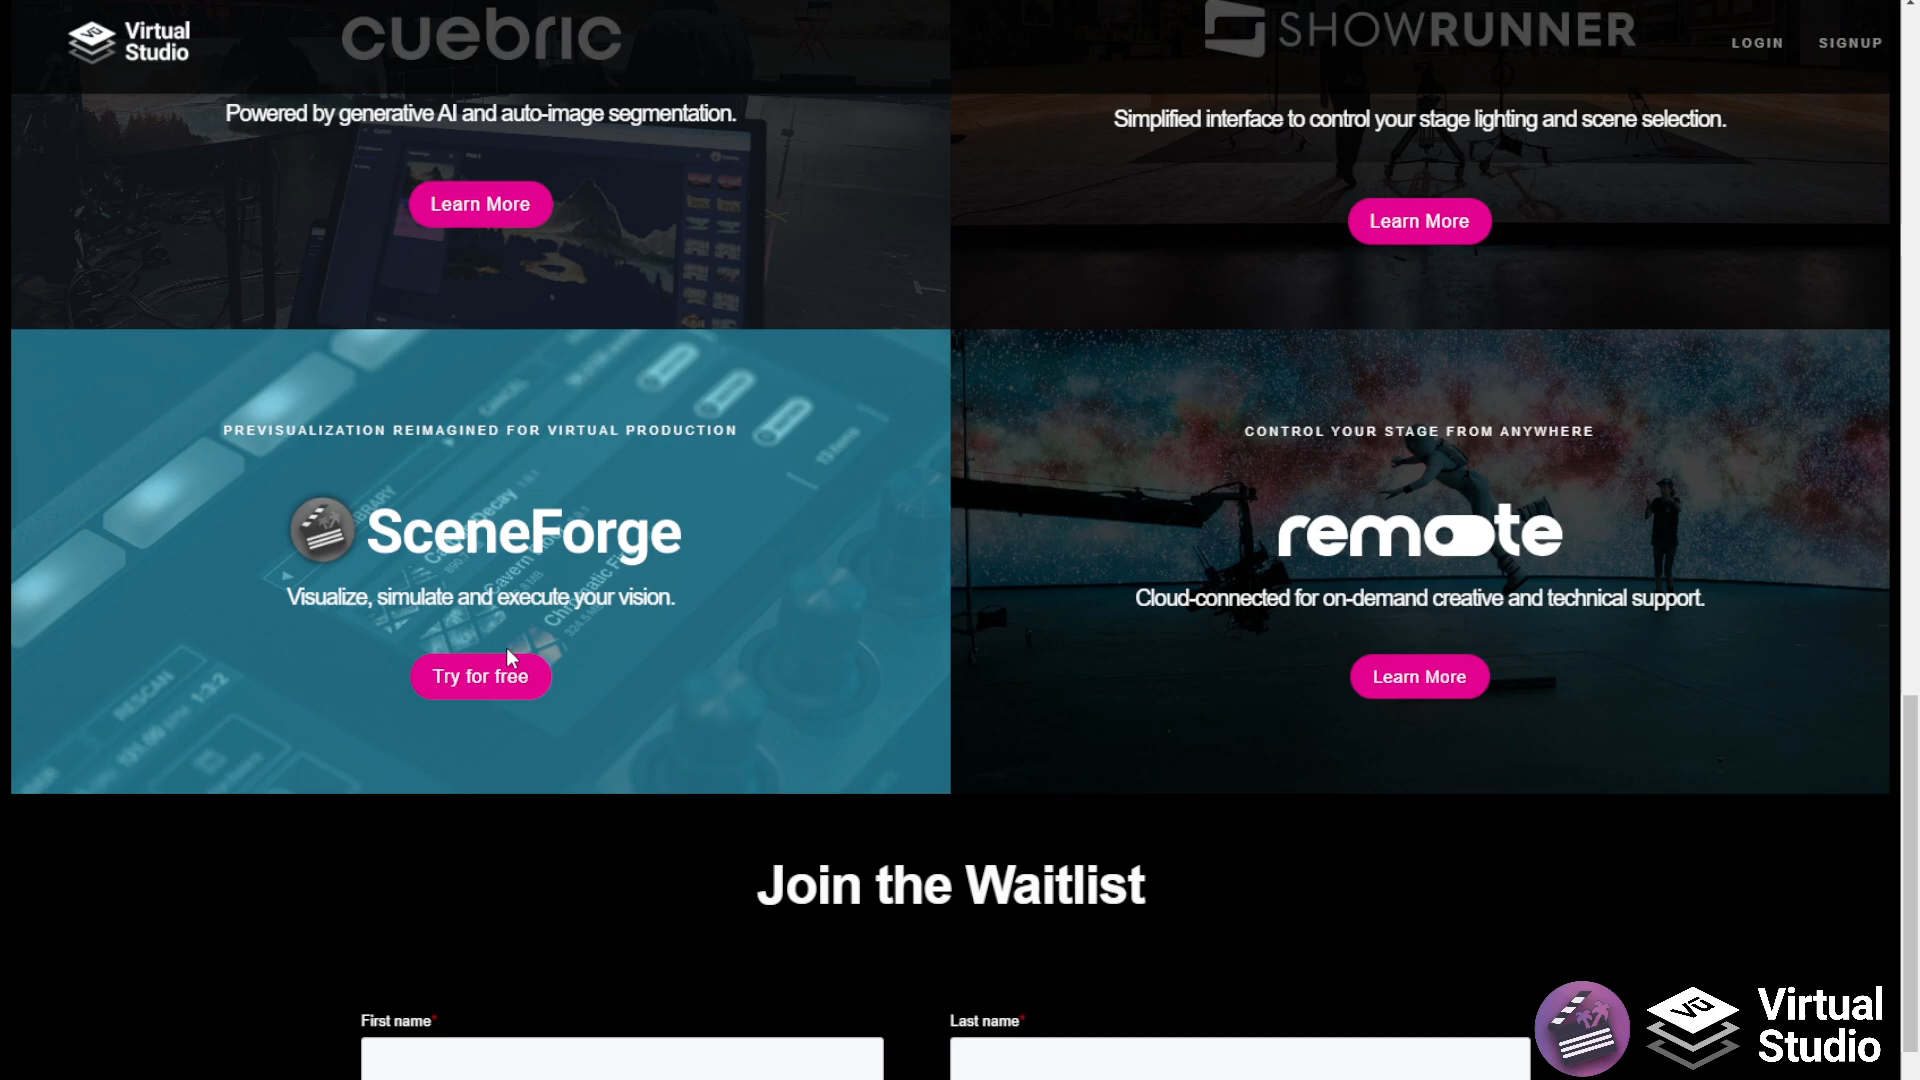 Virtual
Studio
cuebric
SHOWRUNNER
LOGIN
SIGNUP
Powered by generative AI and auto-image segmentation.
Simplified interface to control your stage lighting and scene selection.
Learn More
Learn More
PREVISUALIZATION REIMAGINED FOR VIRTUAL PRODUCTION
CONTROL YOUR STAGE FROM ANYWHERE
SceneForge
remote
Visualize, simulate and execute your vision.
Cloud-connected for on-demand creative and technical support.
Try for free
Learn More
CANCEL
RESCAN
Join the Waitlist
First name*
Last name*
VU
Virtual
Studio